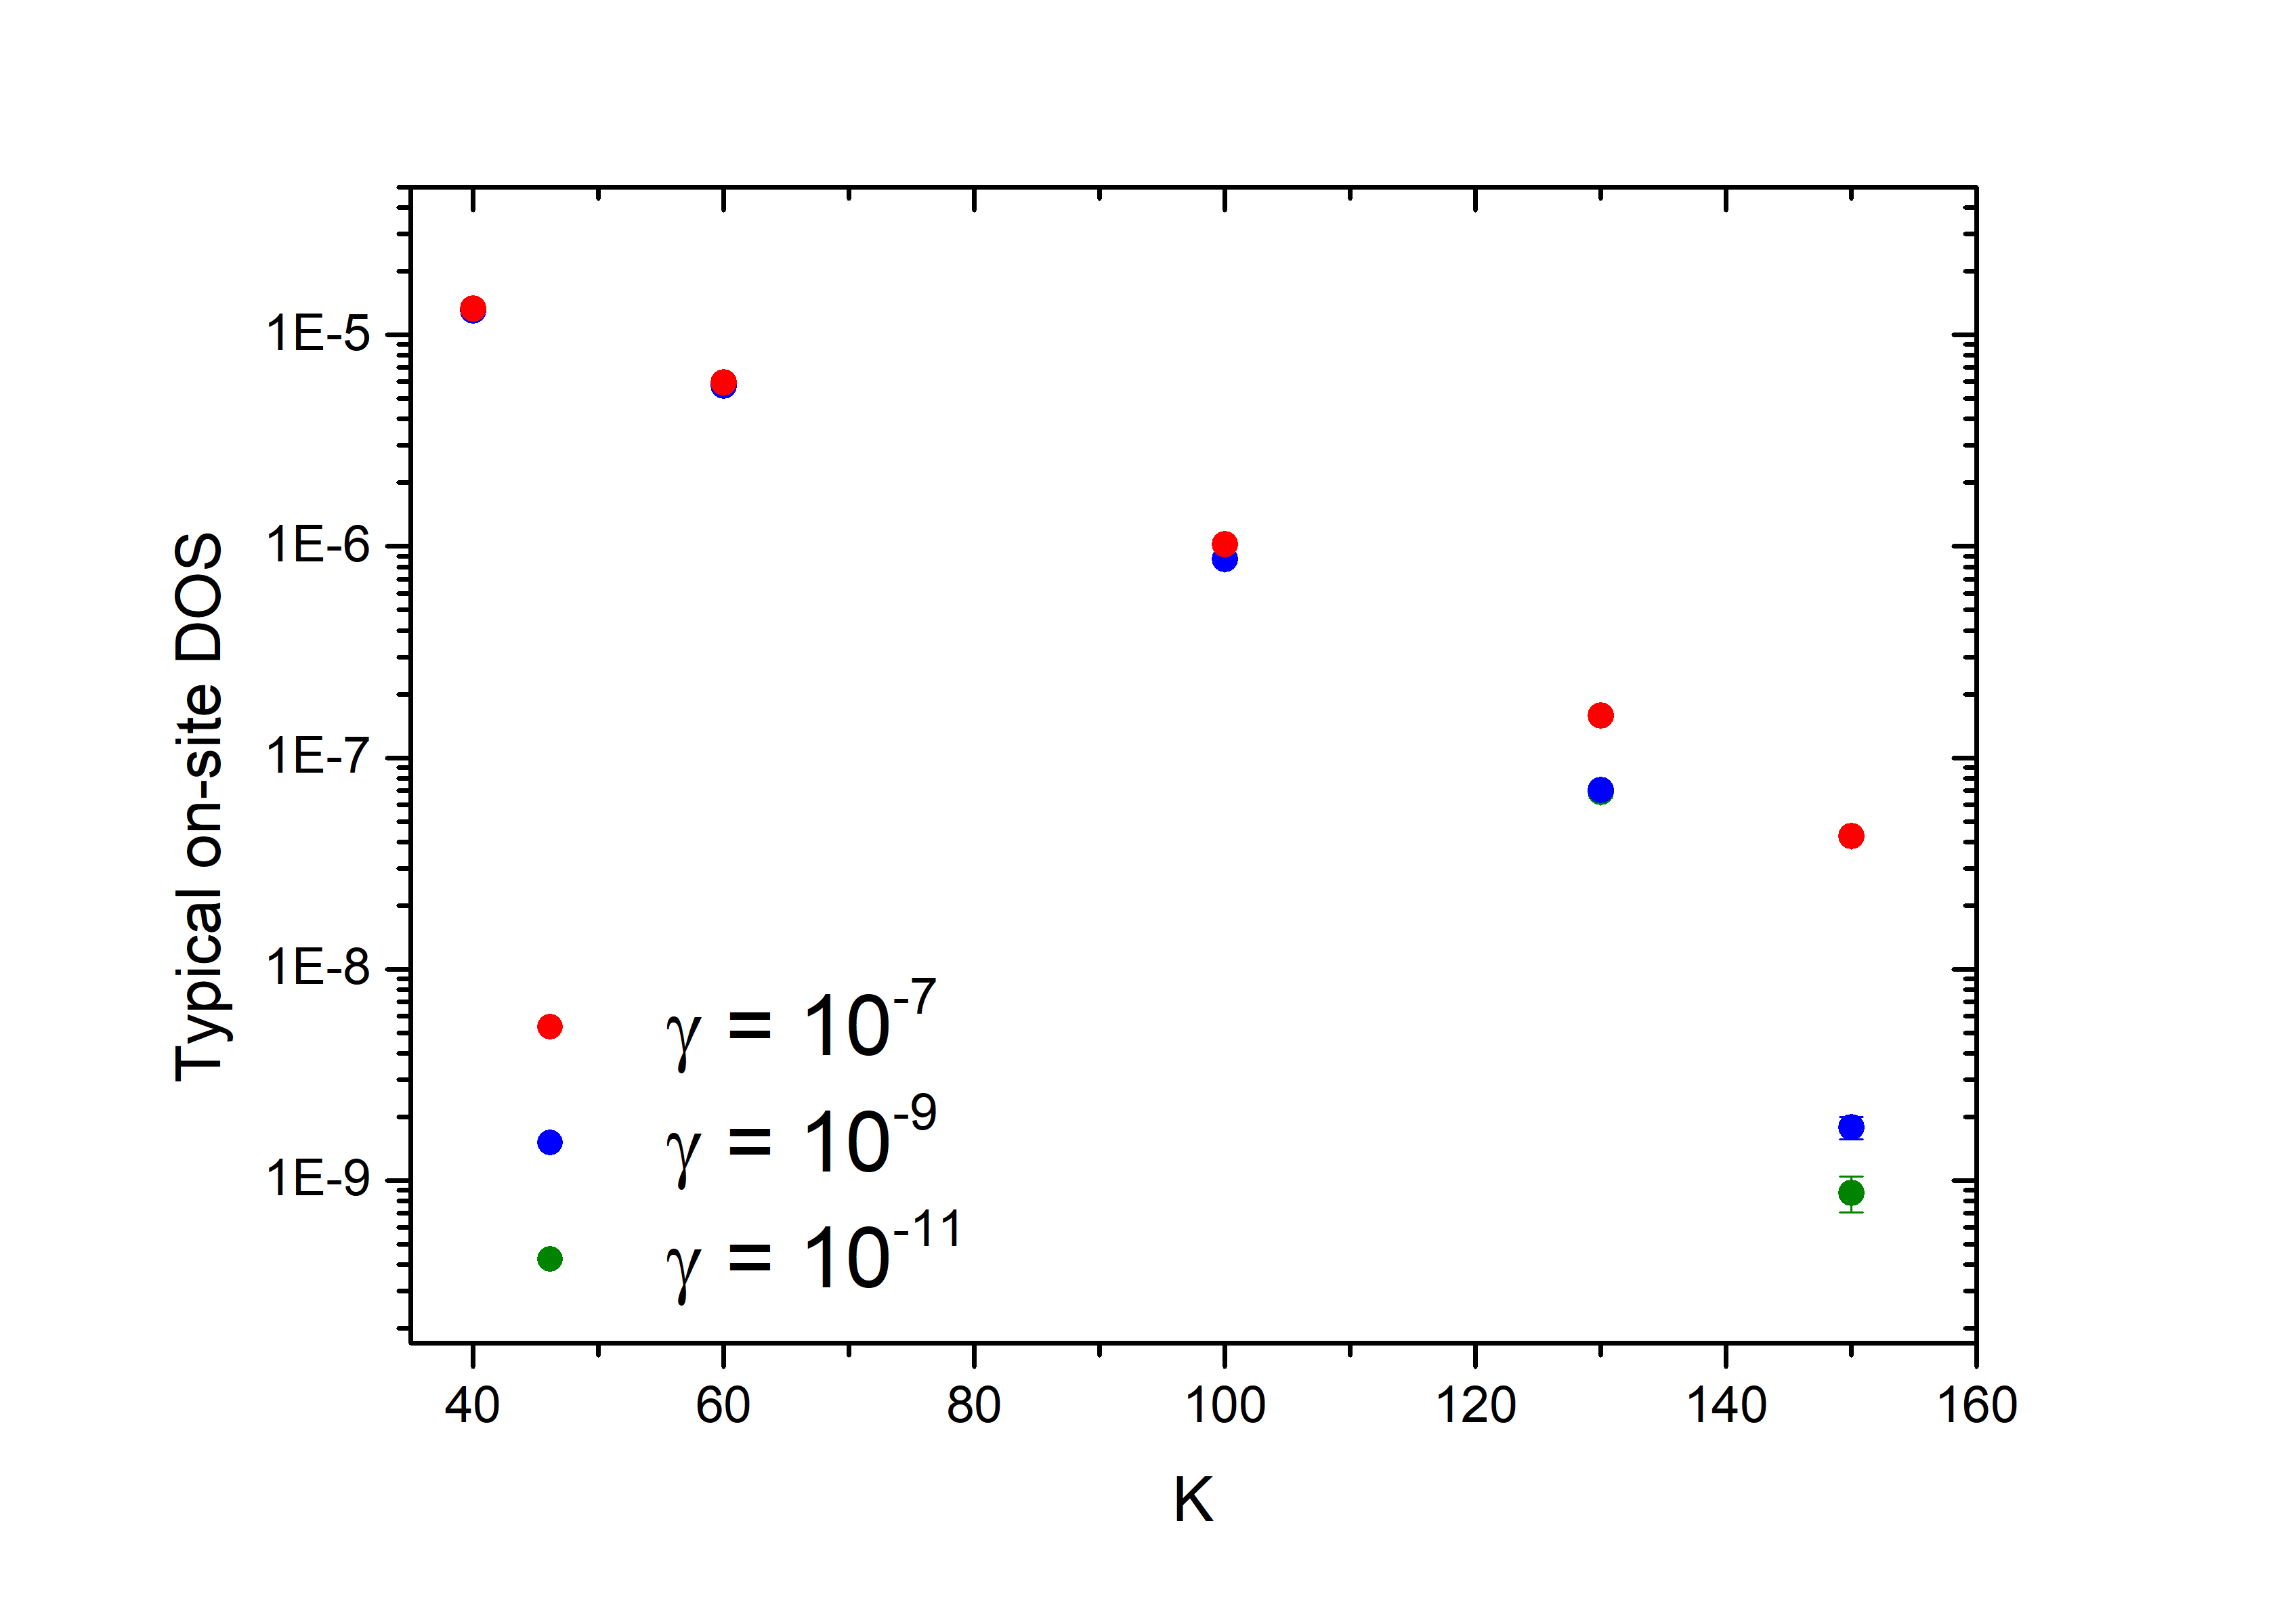 Typical on-site DOS
1E-5
1E-6
1E-7
1E-8
1E-9
γ = 10^-7
γ = 10^-9
γ = 10^-11
40 60 80 100 120 140 160
K